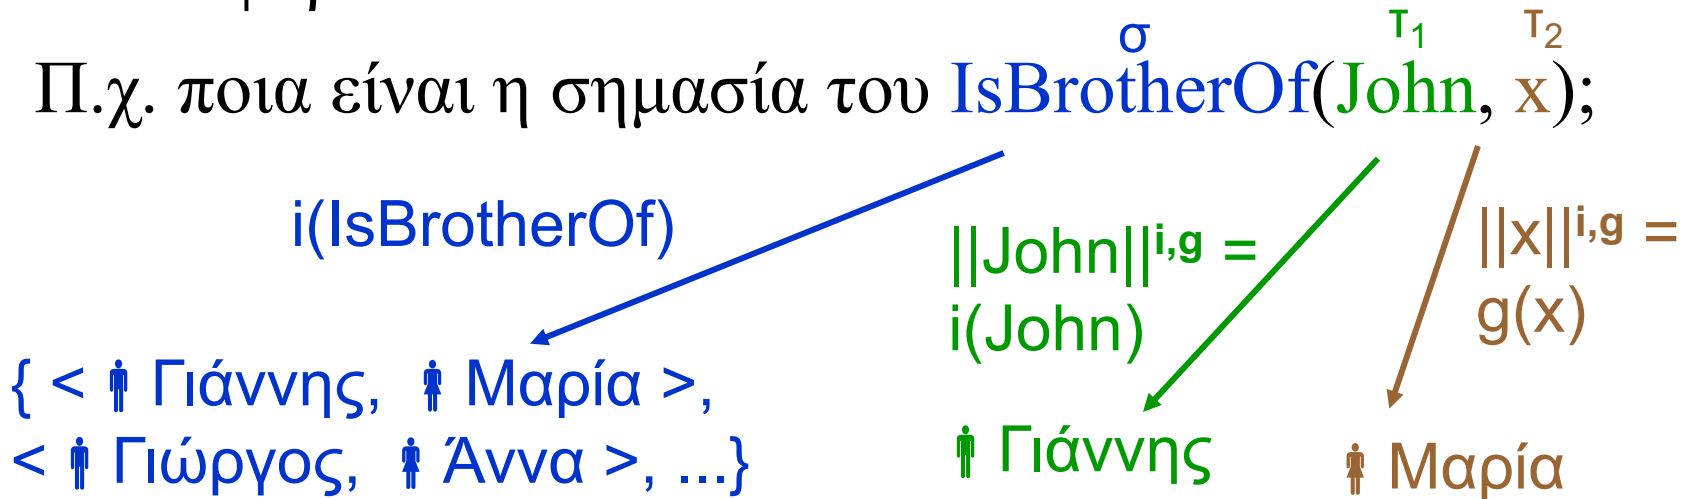 σ τ₁ τ₂
Π.χ. ποια είναι η σημασία του IsBrotherOf(John, x);
i(IsBrotherOf)
||John||i,g =
i(John)
||x||i,g =
g(x)
{ < Γιάννης, Μαρία >,
< Γιώργος, Άννα >, ...}
Γιάννης
Μαρία